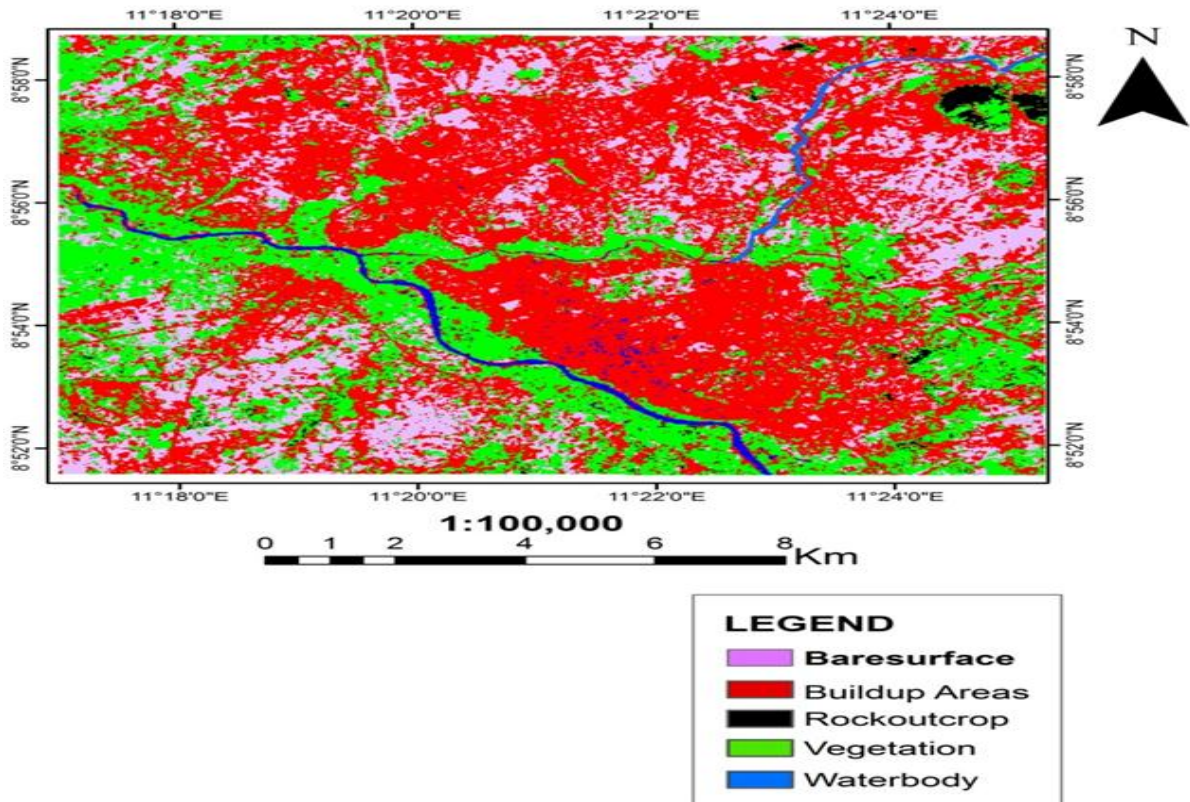 11°18'0"E 11°20'0"E 11°22'0"E 11°24'0"E
N
8°58'0"N 8°58'0"N
8°56'0"N 8°56'0"N
8°54'0"N 8°54'0"N
8°52'0"N 8°52'0"N
11°18'0"E 11°20'0"E 11°22'0"E 11°24'0"E
1:100,000
0 1 2 4 6 8 Km
LEGEND
Baresurface
Buildup Areas
Rockoutcrop
Vegetation
Waterbody